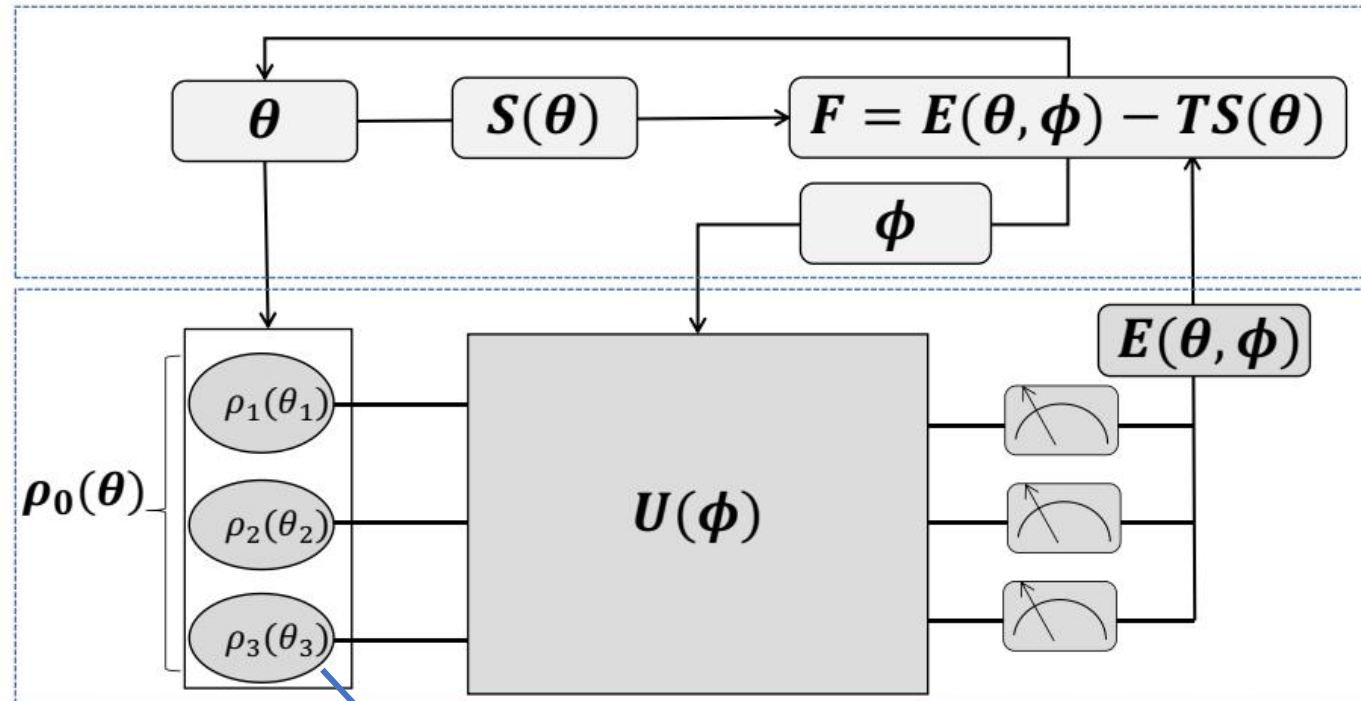 θ
S(θ)
F = E(θ, ϕ) − TS(θ)
ϕ
E(θ, ϕ)
ρ₀(θ)
ρ₁(θ₁)
ρ₂(θ₂)
ρ₃(θ₃)
U(ϕ)